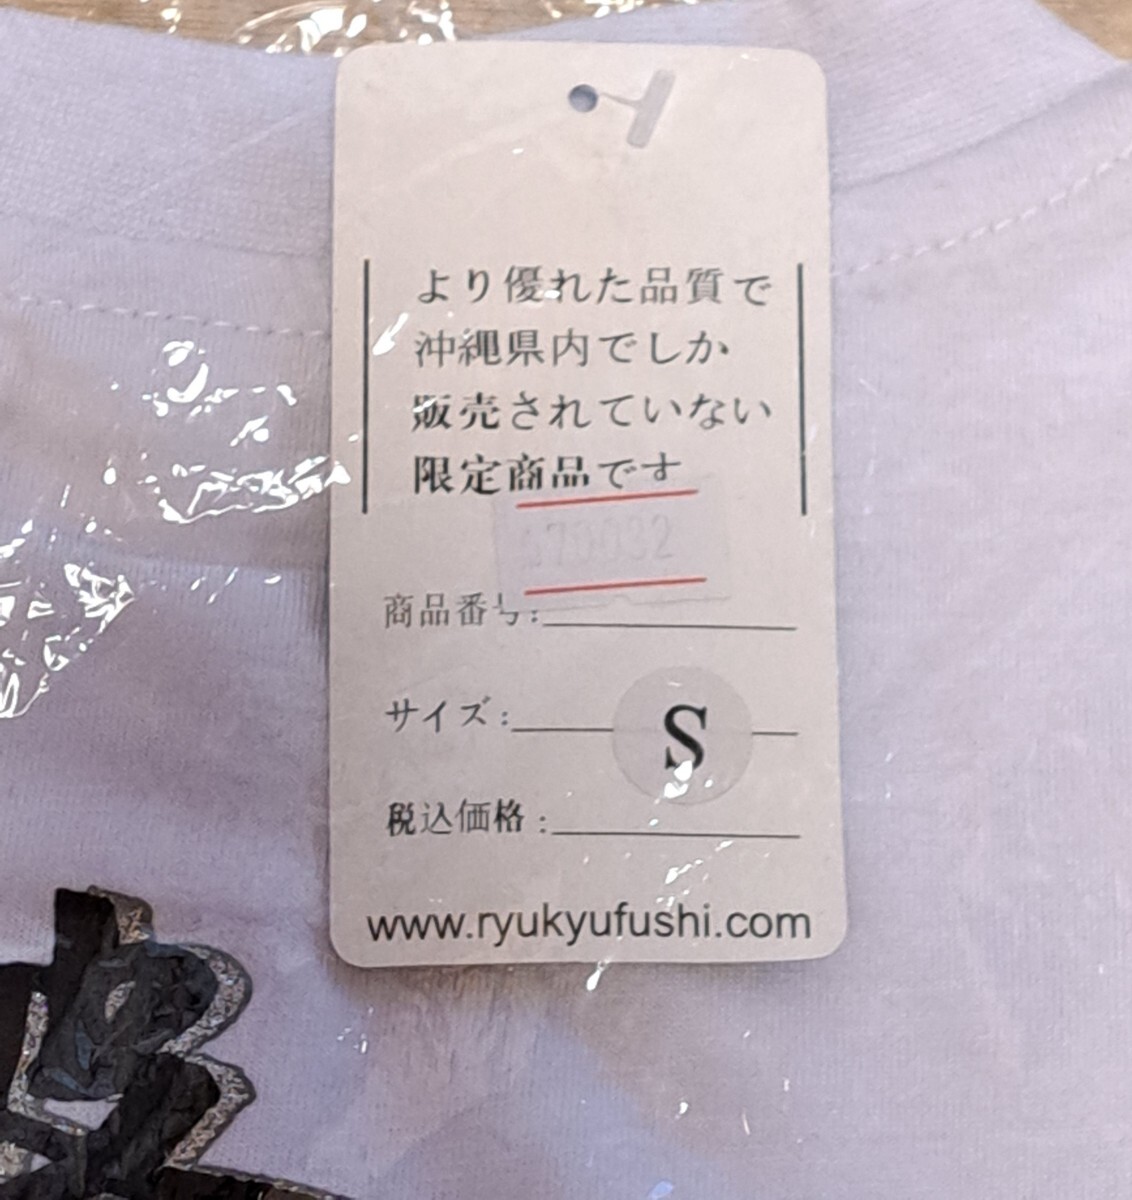 より優れた品質で
沖縄県内でしか
販売されていない
限定商品です
商品番号:
サイズ: S
税込価格:
www.ryukyufushi.com